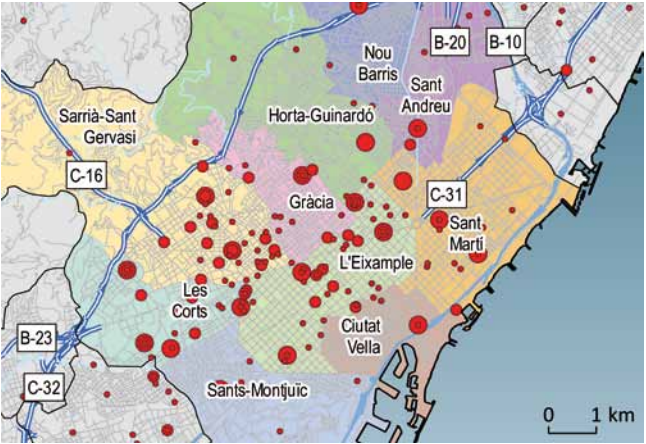 Nou
Barris
B-20
B-10
Sant
Andreu
Sarrià-Sant
Gervasi
Horta-Guinardó
C-16
Gràcia
C-31
Sant
Martí
L'Eixample
Les
Corts
Ciutat
Vella
B-23
C-32
Sants-Montjuïc
0 1 km